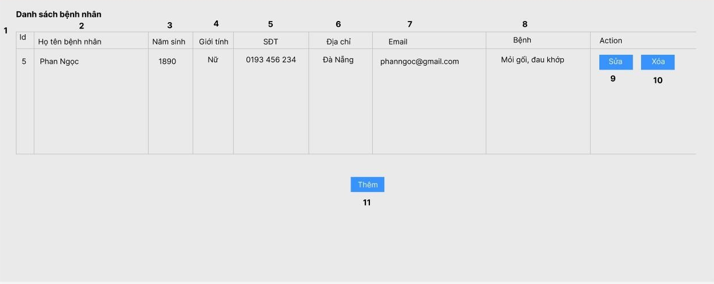 Danh sách bệnh nhân
1 2 3 4 5 6 7 8
Id Họ tên bệnh nhân Năm sinh Giới tính SĐT Địa chỉ Email Bệnh Action
5 Phan Ngọc 1890 Nữ 0193 456 234 Đà Nẵng phanngoc@gmail.com Mỏi gối, đau khớp Sửa Xóa
9 10
Thêm
11